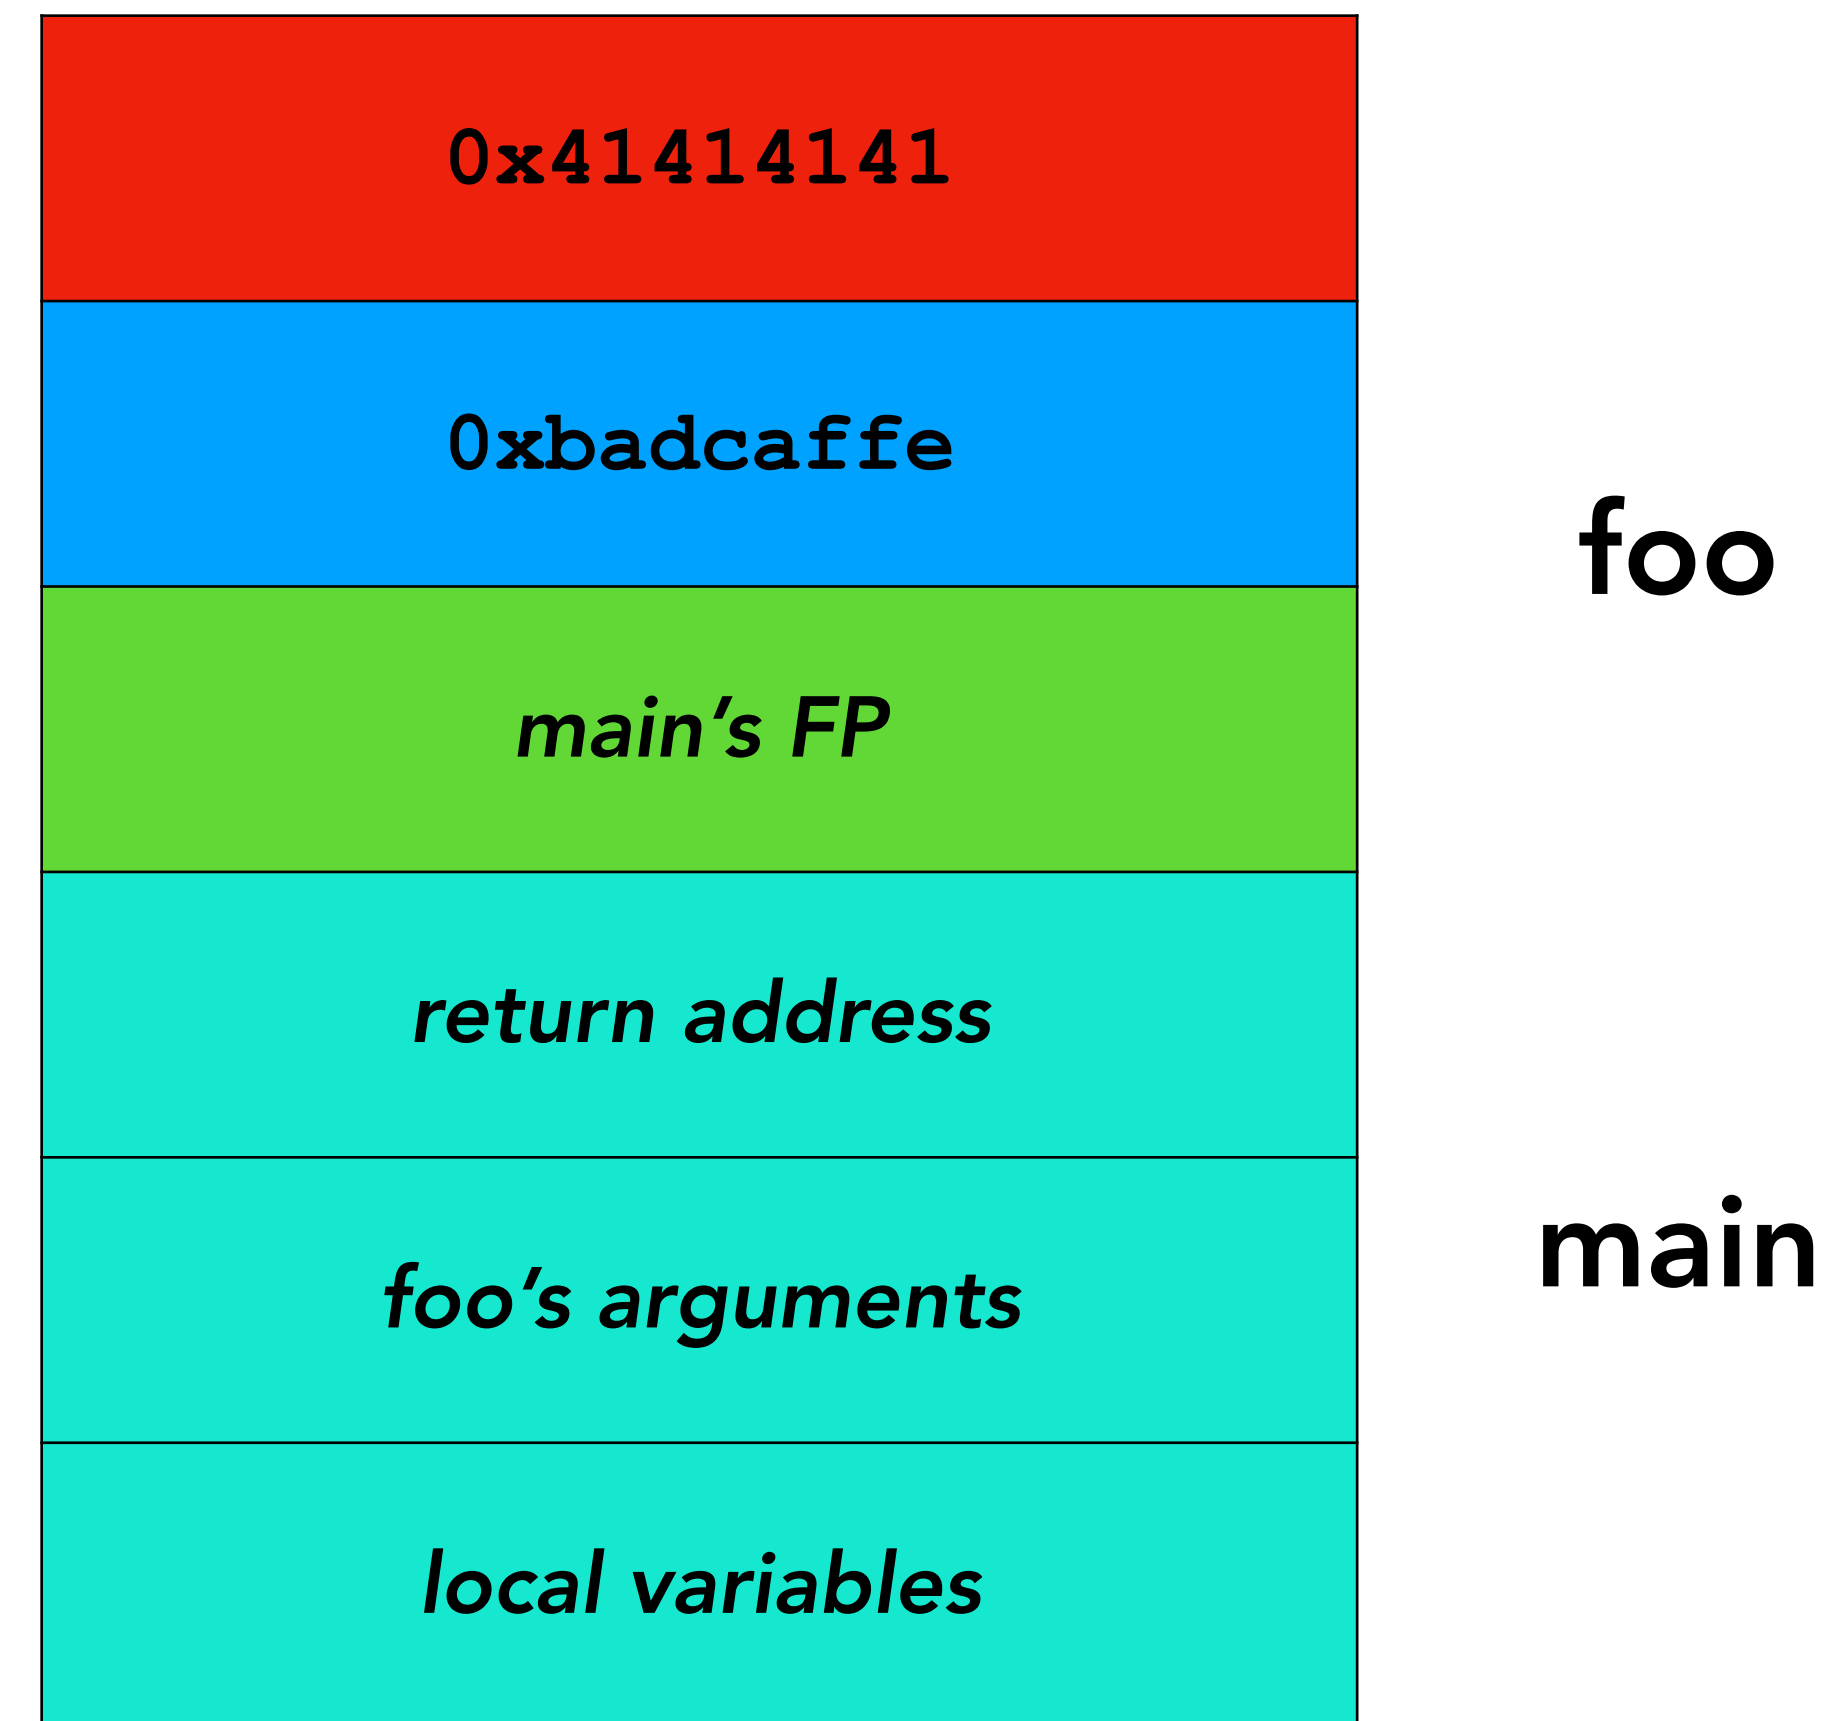 0x41414141
0xbadcaffe
foo
main’s FP
return address
foo’s arguments
main
local variables